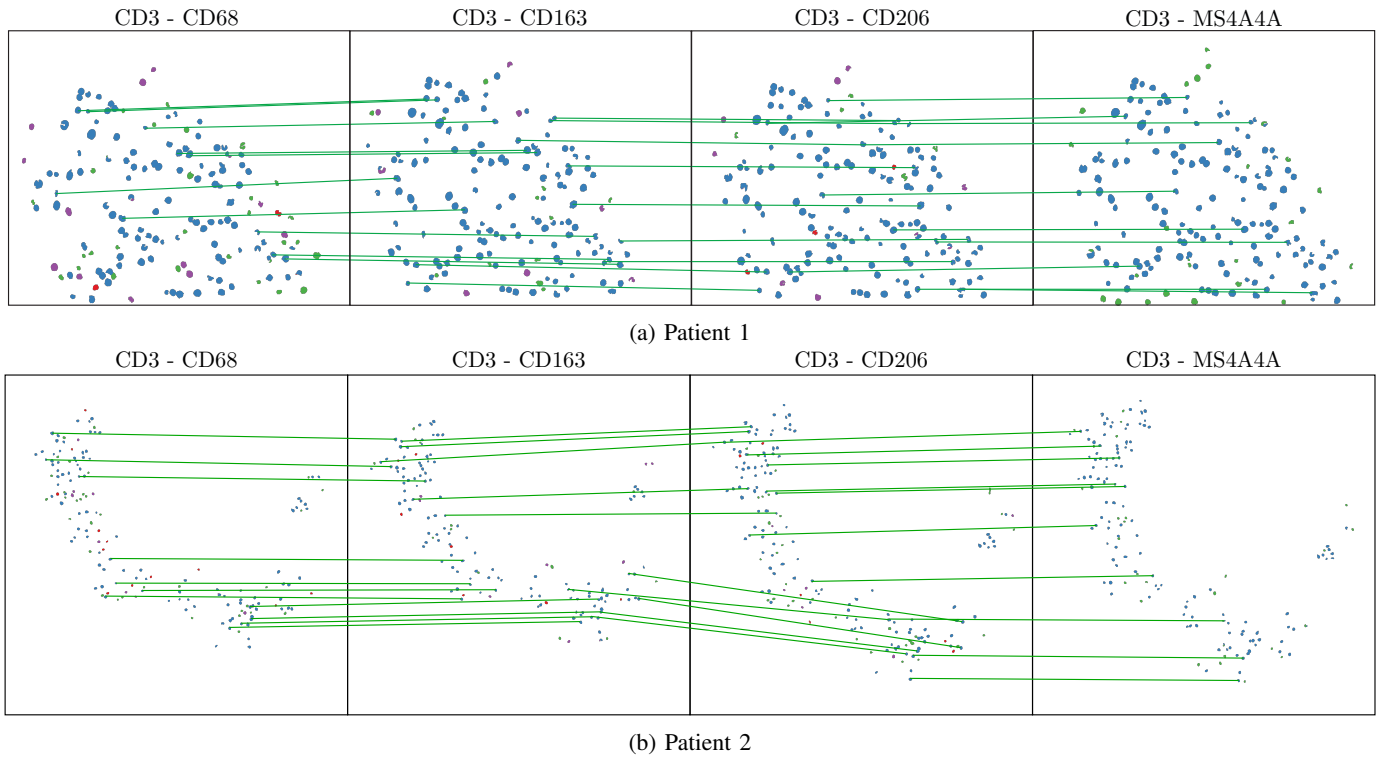 CD3 - CD68 CD3 - CD163 CD3 - CD206 CD3 - MS4A4A
(a) Patient 1
CD3 - CD68 CD3 - CD163 CD3 - CD206 CD3 - MS4A4A
(b) Patient 2